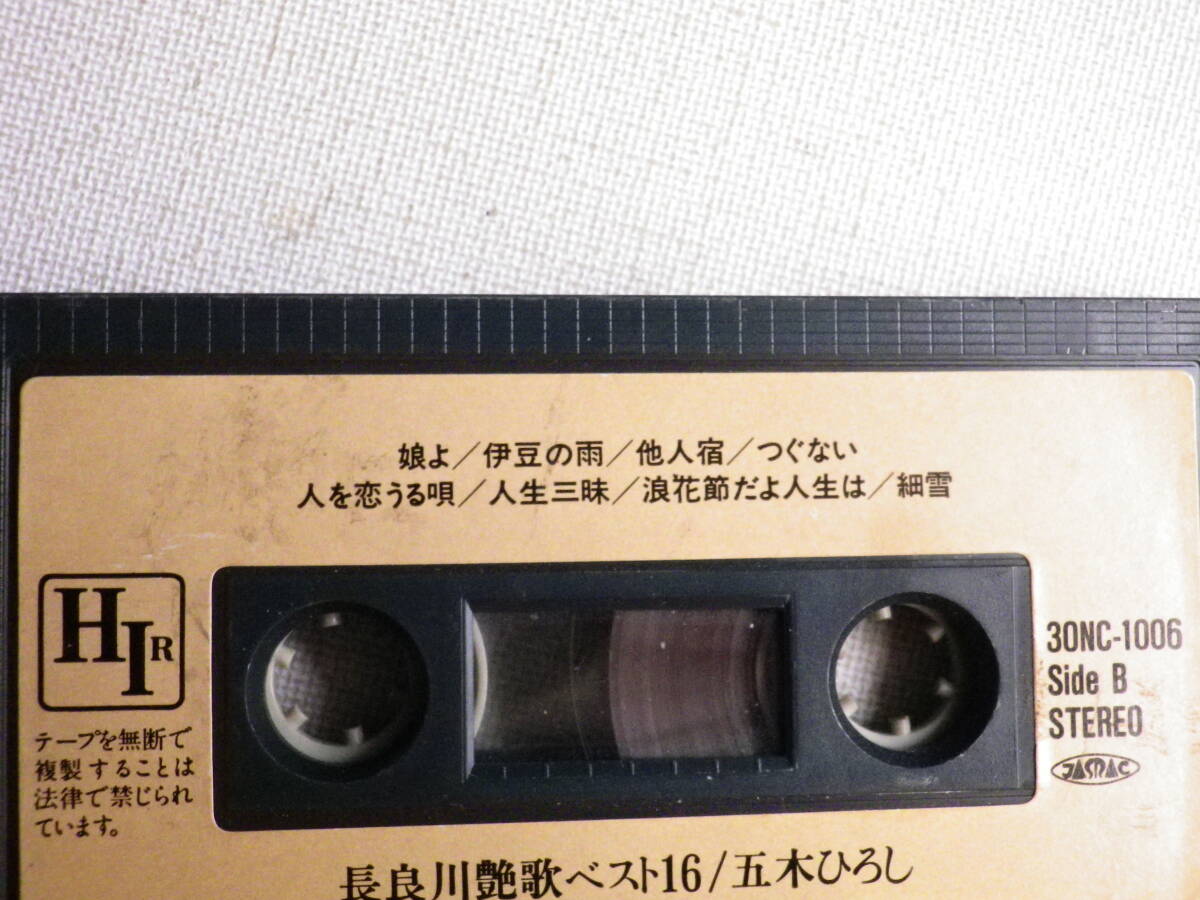 娘よ/伊豆の雨/他人宿/つぐない
人を恋うる唄/人生三昧/浪花節だよ人生は/細雪
HIR
テープを無断で
複製することは
法律で禁じられ
ています。
30NC-1006
Side B
STEREO
JASRAC
長良川艶歌ベスト16/五木ひろし